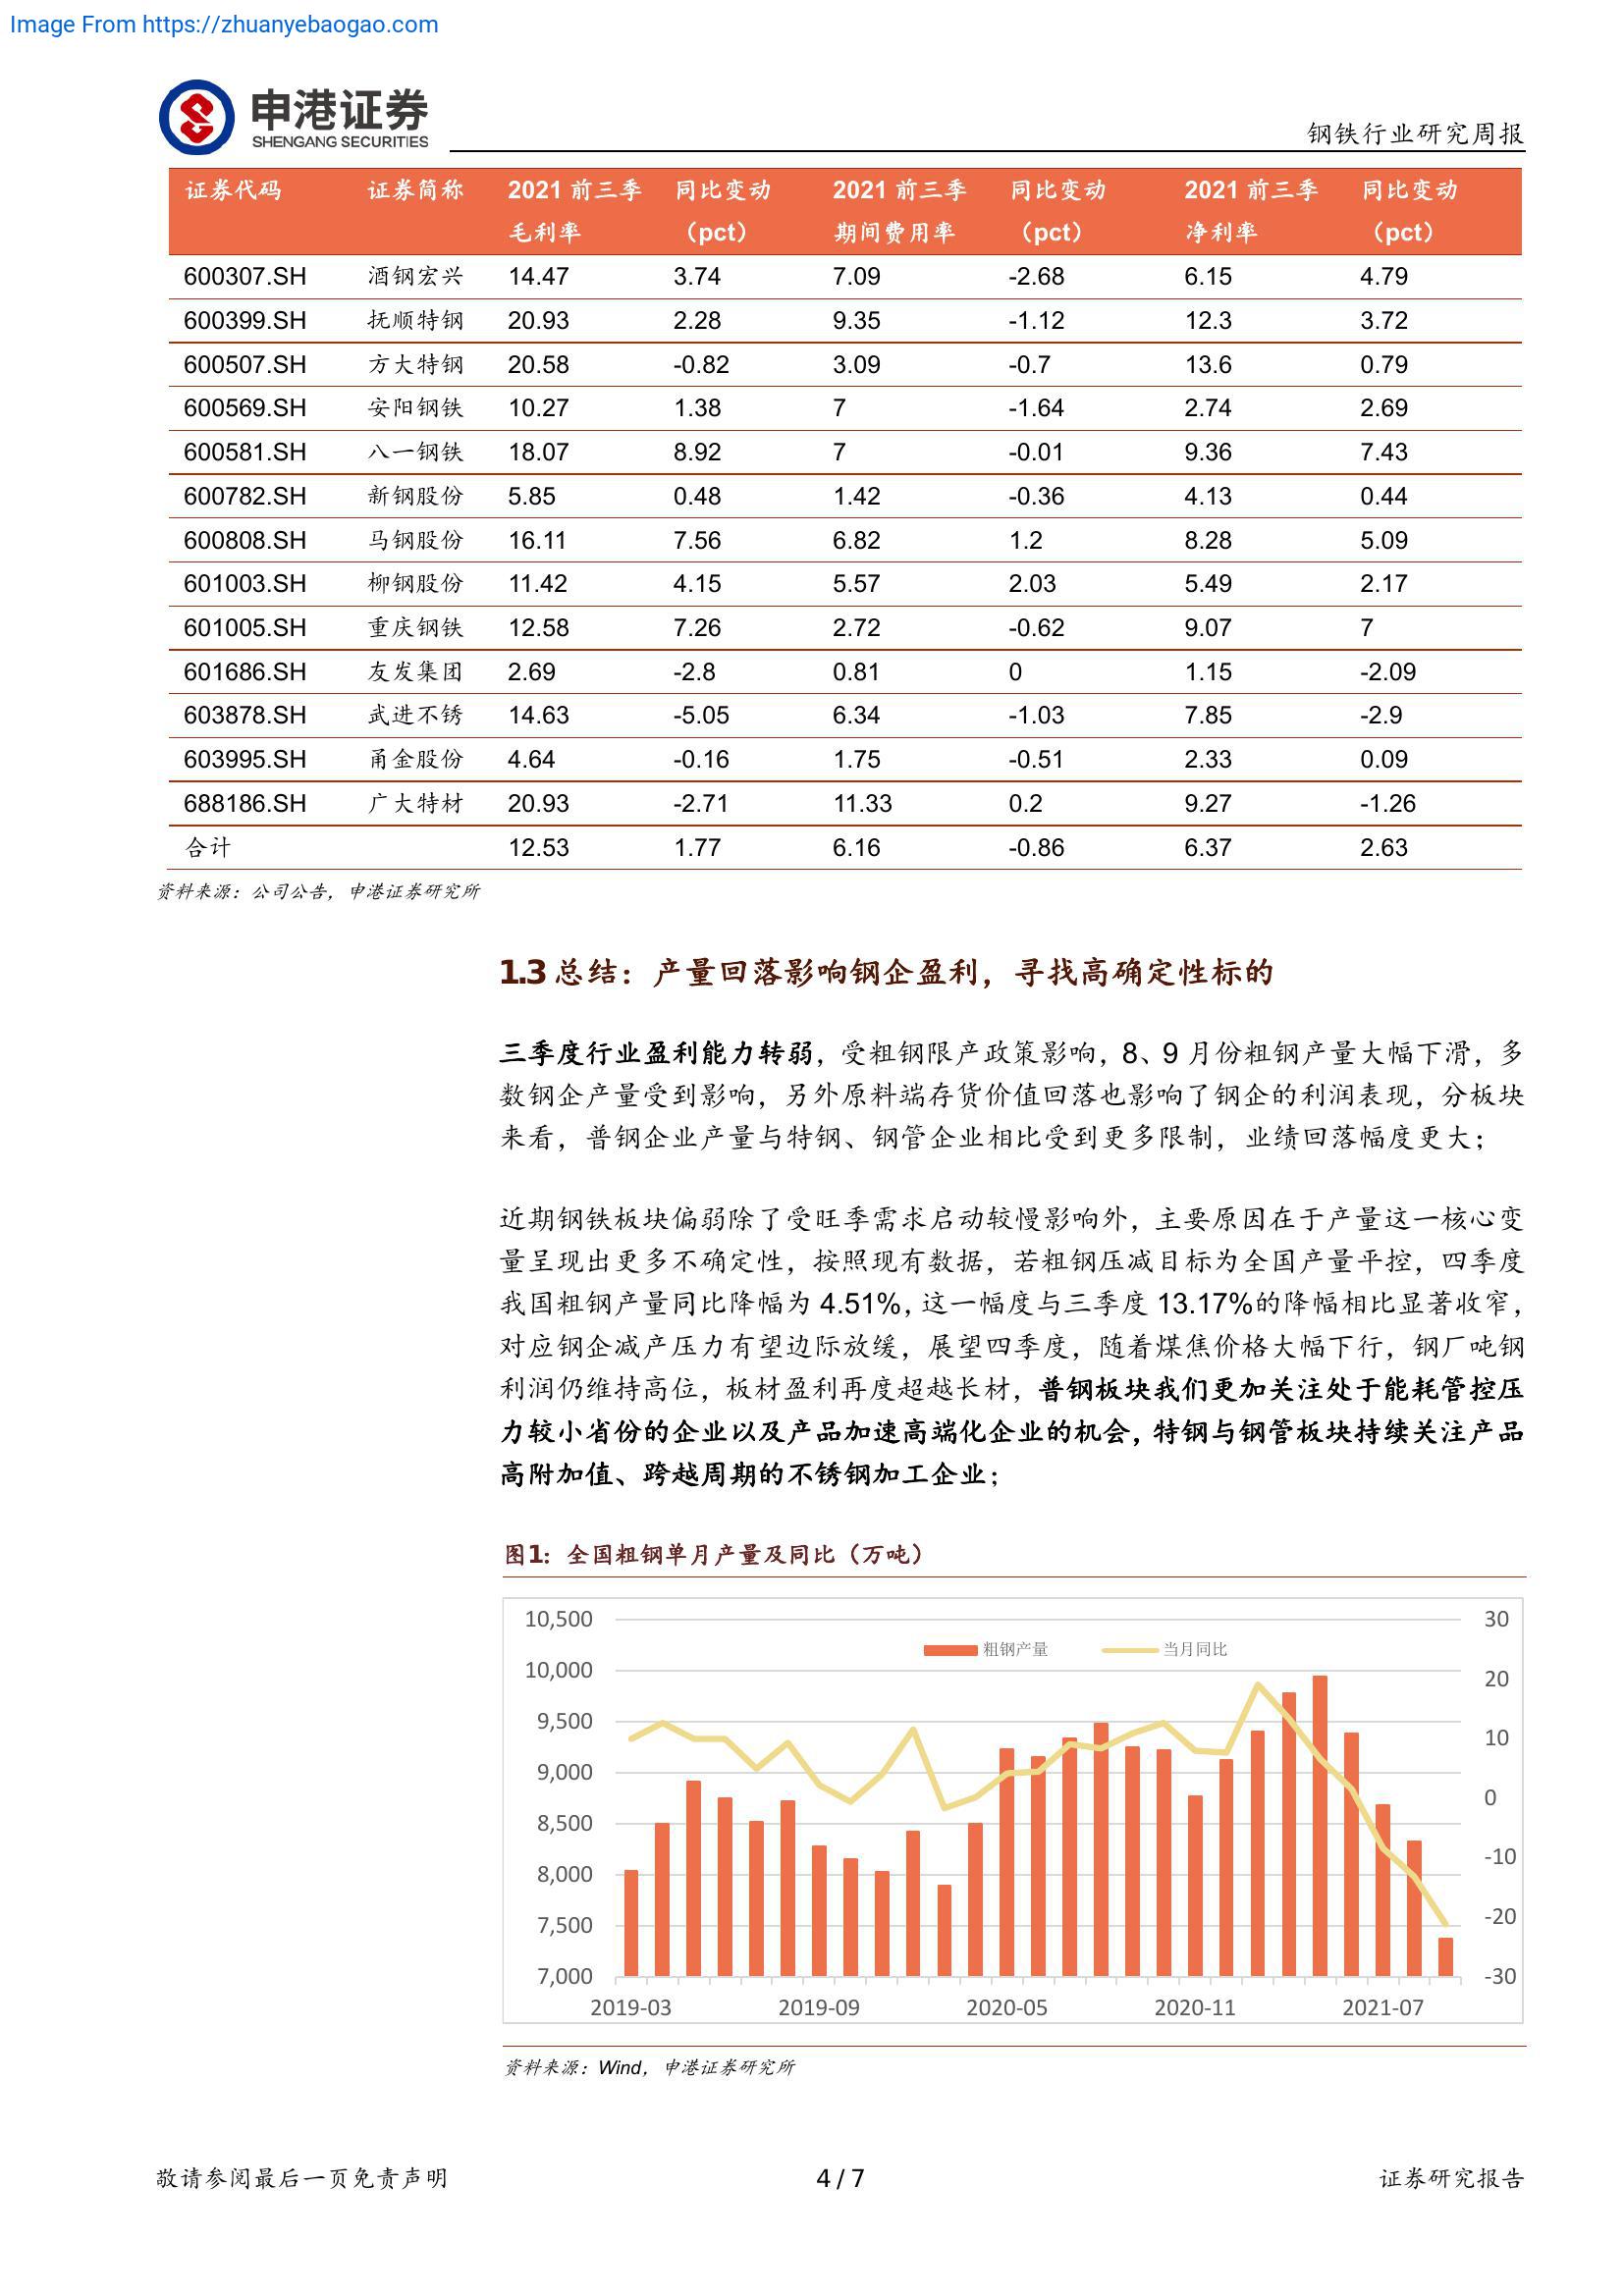 Image From https://zhuanyebaogao.com
申港证券
SHENGANG SECURITIES
钢铁行业研究周报
证券代码 证券简称 2021 前三季 同比变动 2021 前三季 同比变动 2021 前三季 同比变动
毛利率 （pct） 期间费用率 （pct） 净利率 （pct）
600307.SH 酒钢宏兴 14.47 3.74 7.09 -2.68 6.15 4.79
600399.SH 抚顺特钢 20.93 2.28 9.35 -1.12 12.3 3.72
600507.SH 方大特钢 20.58 -0.82 3.09 -0.7 13.6 0.79
600569.SH 安阳钢铁 10.27 1.38 7 -1.64 2.74 2.69
600581.SH 八一钢铁 18.07 8.92 7 -0.01 9.36 7.43
600782.SH 新钢股份 5.85 0.48 1.42 -0.36 4.13 0.44
600808.SH 马钢股份 16.11 7.56 6.82 1.2 8.28 5.09
601003.SH 柳钢股份 11.42 4.15 5.57 2.03 5.49 2.17
601005.SH 重庆钢铁 12.58 7.26 2.72 -0.62 9.07 7
601686.SH 友发集团 2.69 -2.8 0.81 0 1.15 -2.09
603878.SH 武进不锈 14.63 -5.05 6.34 -1.03 7.85 -2.9
603995.SH 甬金股份 4.64 -0.16 1.75 -0.51 2.33 0.09
688186.SH 广大特材 20.93 -2.71 11.33 0.2 9.27 -1.26
合计 12.53 1.77 6.16 -0.86 6.37 2.63
资料来源：公司公告，申港证券研究所
1.3 总结：产量回落影响钢企盈利，寻找高确定性标的
三季度行业盈利能力转弱，受粗钢限产政策影响，8、9 月份粗钢产量大幅下滑，多
数钢企产量受到影响，另外原料端存货价值回落也影响了钢企的利润表现，分板块
来看，普钢企业产量与特钢、钢管企业相比受到更多限制，业绩回落幅度更大；
近期钢铁板块偏弱除了受旺季需求启动较慢影响外，主要原因在于产量这一核心变
量呈现出更多不确定性，按照现有数据，若粗钢压减目标为全国产量平控，四季度
我国粗钢产量同比降幅为 4.51%，这一幅度与三季度 13.17%的降幅相比显著收窄，
对应钢企减产压力有望边际放缓，展望四季度，随着煤焦价格大幅下行，钢厂吨钢
利润仍维持高位，板材盈利再度超越长材，普钢板块我们更加关注处于能耗管控压
力较小省份的企业以及产品加速高端化企业的机会，特钢与钢管板块持续关注产品
高附加值、跨越周期的不锈钢加工企业；
图1：全国粗钢单月产量及同比（万吨）
10,500 30
粗钢产量 当月同比
10,000 20
9,500 10
9,000 0
8,500 -10
8,000 -20
7,500 -30
7,000
2019-03 2019-09 2020-05 2020-11 2021-07
资料来源：Wind，申港证券研究所
敬请参阅最后一页免责声明 4 / 7 证券研究报告